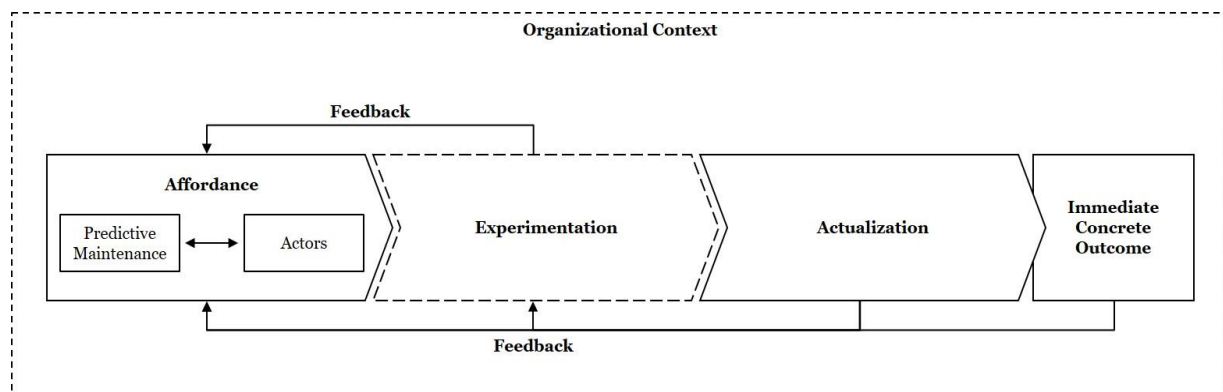 Organizational Context
Feedback
Affordance
Predictive
Maintenance
Actors
Experimentation
Actualization
Immediate
Concrete
Outcome
Feedback